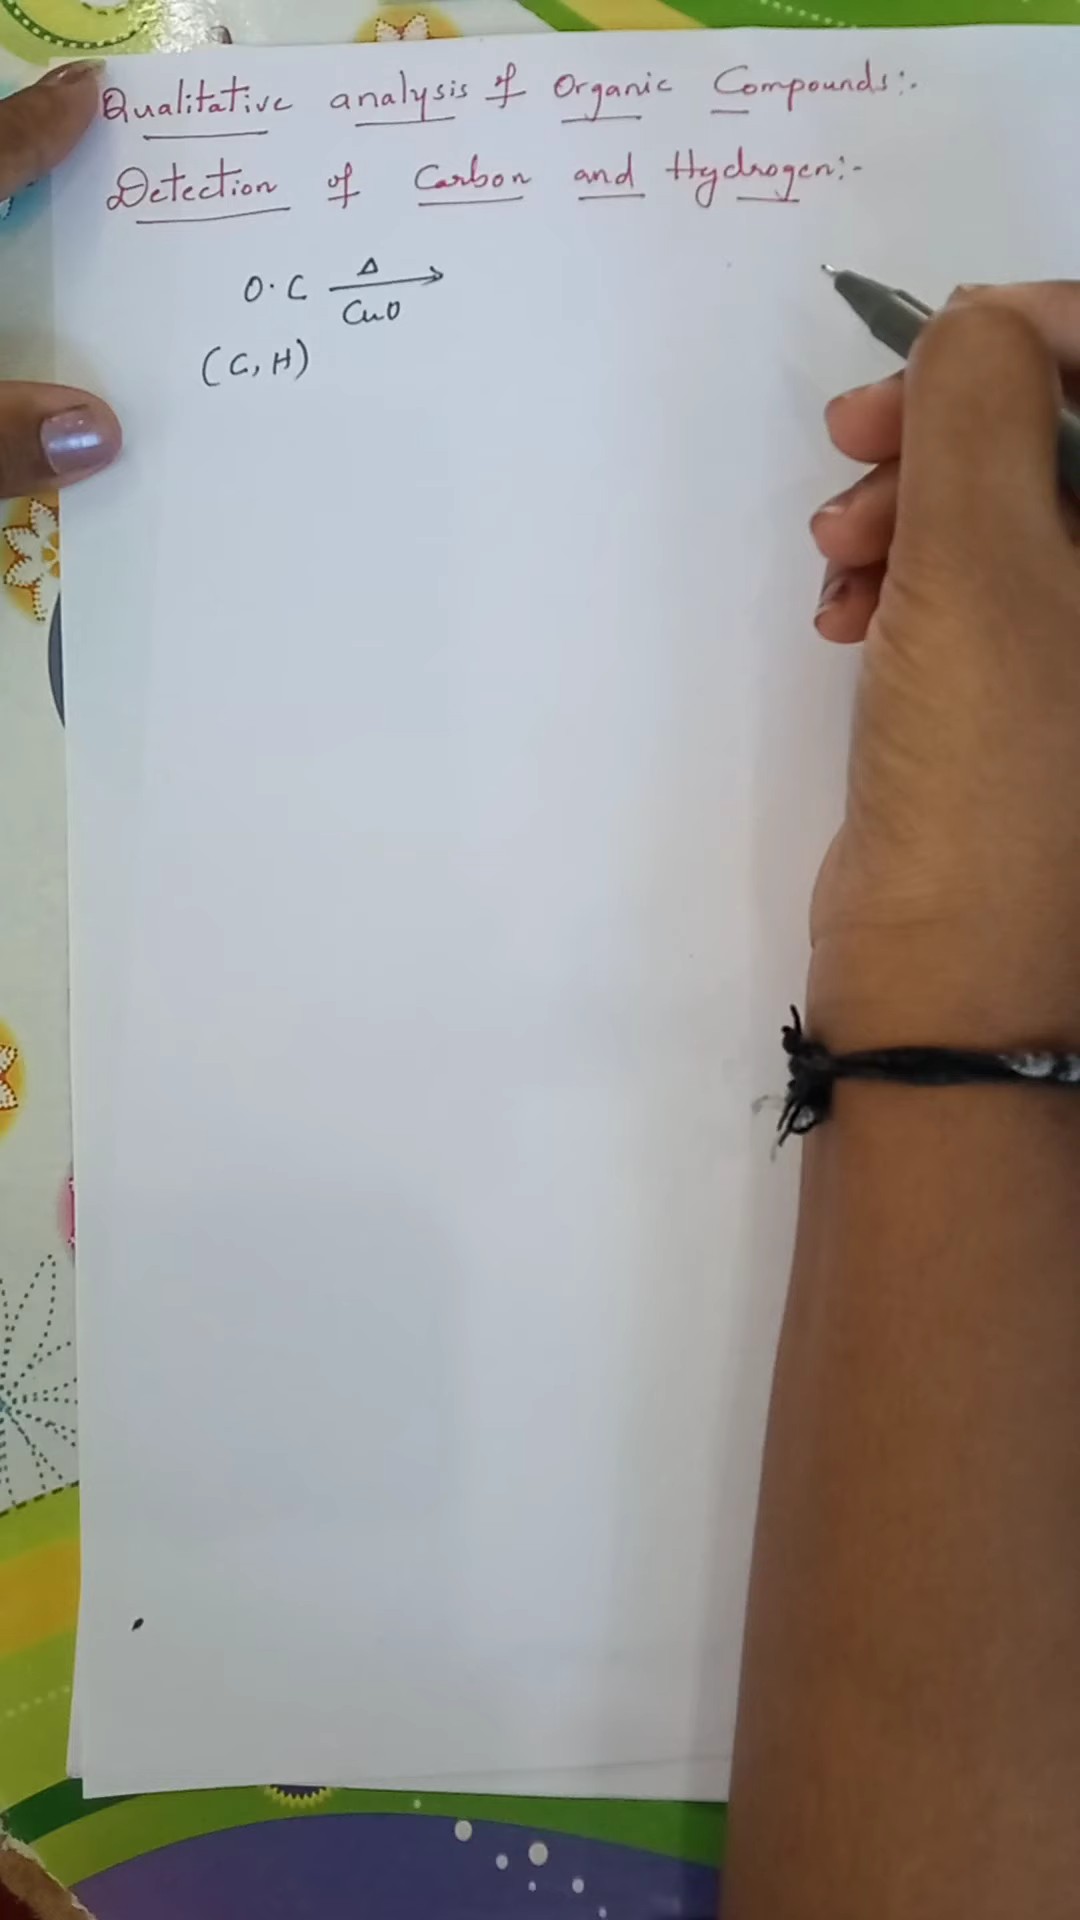 Qualitative analysis of Organic Compounds:-
Detection of Carbon and Hydrogen:-
O·C Δ→
CuO
(C, H)